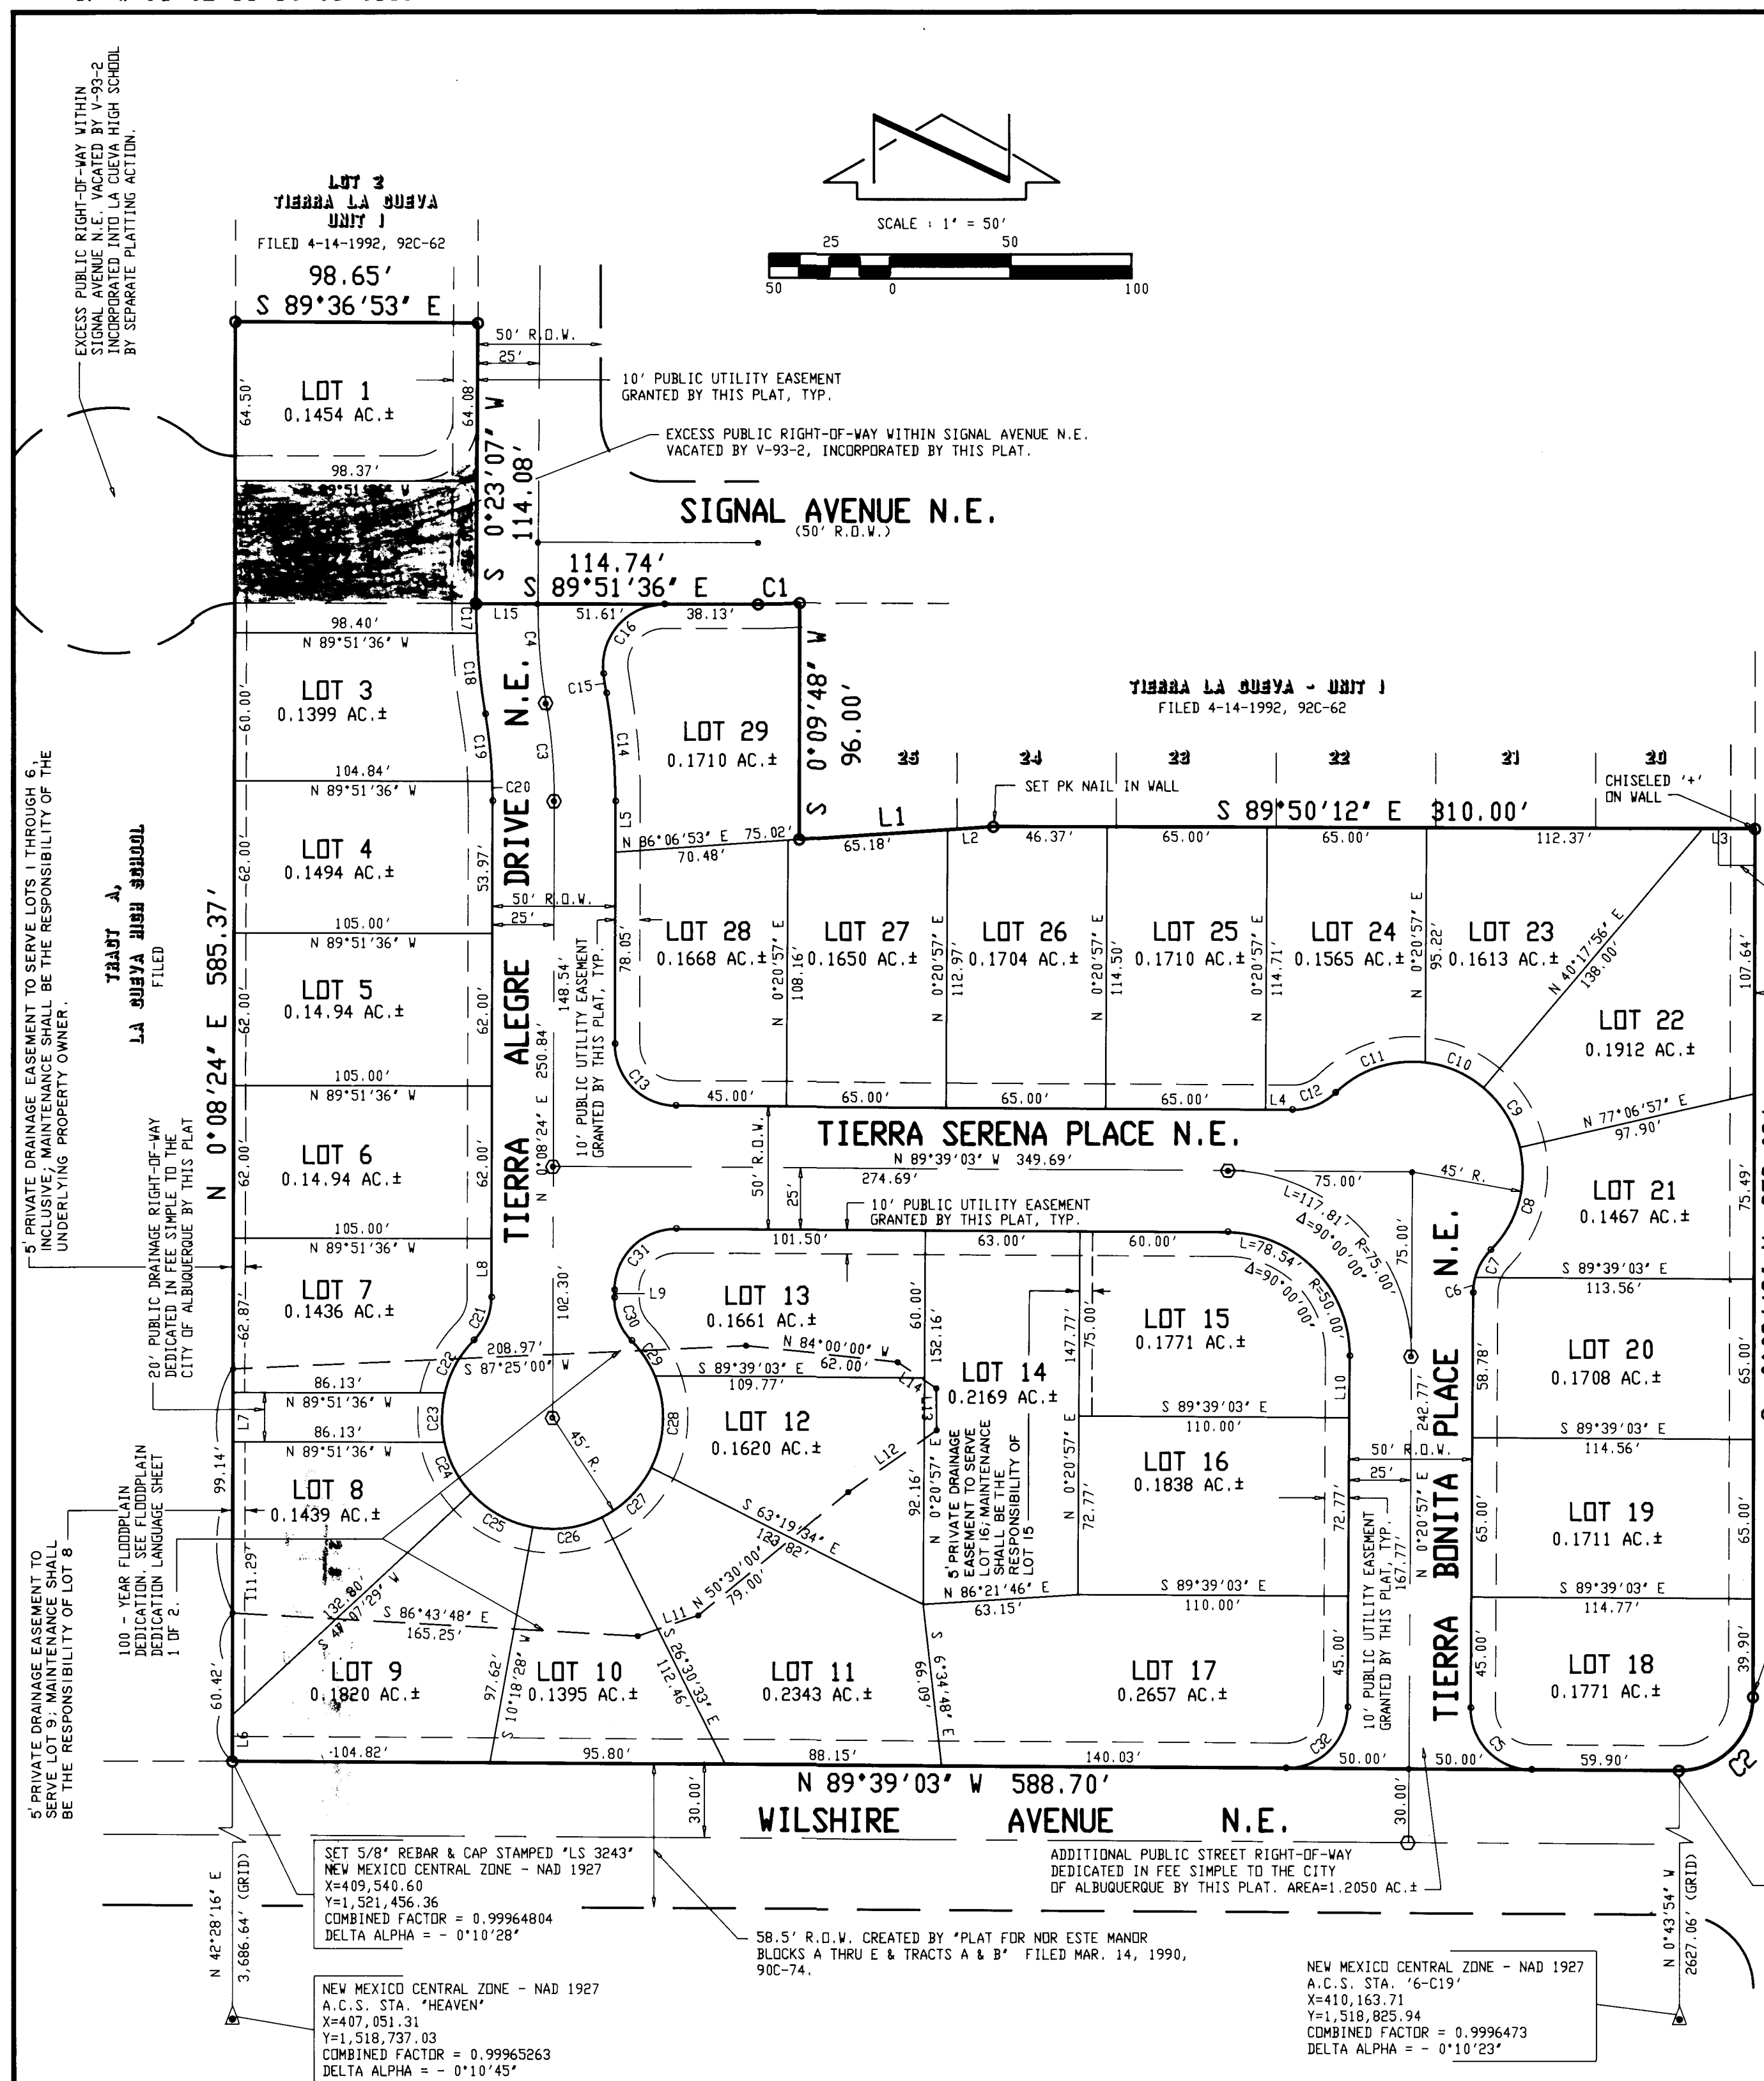 EXCESS PUBLIC RIGHT-OF-WAY WITHIN
SIGNAL AVENUE N.E. VACATED BY V-93-2
INCORPORATED INTO LA CUEVA HIGH SCHOOL
BY SEPARATE PLATTING ACTION.
LOT 2
TIERRA LA CUEVA
UNIT 1
FILED 4-14-1992, 92C-62
98.65'
S 89°36'53" E
SCALE : 1" = 50'
25 50
50 0 100
50' R.O.W.
25'
10' PUBLIC UTILITY EASEMENT
GRANTED BY THIS PLAT, TYP.
EXCESS PUBLIC RIGHT-OF-WAY WITHIN SIGNAL AVENUE N.E.
VACATED BY V-93-2, INCORPORATED BY THIS PLAT.
LOT 1
0.1454 AC.±
64.50'
64.08'
98.37'
N 89°51'36" W
S 0°23'07" W
114.08'
SIGNAL AVENUE N.E.
(50' R.O.W.)
114.74'
S 89°51'36" E C1
L15 51.61' 38.13'
C17
98.40'
N 89°51'36" W
C18
C4
C16
C15
LOT 3
0.1399 AC.±
60.00'
C19
C3
C14
104.84'
N 89°51'36" W
C20
LOT 29
0.1710 AC.±
S 0°09'48" W
96.00'
TIERRA LA CUEVA - UNIT 1
FILED 4-14-1992, 92C-62
25 24 23 22 21 20
SET PK NAIL IN WALL
CHISELED '+'
ON WALL
S 89°50'12" E 310.00'
L1
L5
N 86°06'53" E 75.02'
70.48'
65.18' L2 46.37' 65.00' 65.00' 112.37' L3
5' PRIVATE DRAINAGE EASEMENT TO SERVE LOTS 1 THROUGH 6,
INCLUSIVE; MAINTENANCE SHALL BE THE RESPONSIBILITY OF THE
UNDERLYING PROPERTY OWNER.
TRACT A,
LA CUEVA HIGH SCHOOL
FILED
N 0°08'24" E 585.37'
LOT 4
0.1494 AC.±
62.00'
53.97'
105.00'
N 89°51'36" W
50' R.O.W.
25'
LOT 5
0.14.94 AC.±
62.00'
62.00'
105.00'
N 89°51'36" W
LOT 6
0.14.94 AC.±
62.00'
62.00'
105.00'
N 89°51'36" W
TIERRA ALEGRE DRIVE N.E.
N 0°08'24" E 250.84'
148.54'
10' PUBLIC UTILITY EASEMENT
GRANTED BY THIS PLAT, TYP.
78.05'
LOT 28
0.1668 AC.±
N 0°20'57" E
108.16'
LOT 27
0.1650 AC.±
N 0°20'57" E
112.97'
LOT 26
0.1704 AC.±
N 0°20'57" E
114.50'
LOT 25
0.1710 AC.±
N 0°20'57" E
114.71'
LOT 24
0.1565 AC.±
N 0°20'57" E
95.22'
LOT 23
0.1613 AC.±
N 40°17'56" E
138.00'
107.64'
LOT 22
0.1912 AC.±
C13
45.00' 65.00' 65.00' 65.00' L4 C12 C11 C10
C9
N 77°06'57" E
97.90'
TIERRA SERENA PLACE N.E.
N 89°39'03" W 349.69'
274.69'
75.00'
45' R.
50' R.O.W.
25'
10' PUBLIC UTILITY EASEMENT
GRANTED BY THIS PLAT, TYP.
L=117.81'
Δ=90°00'00"
R=75.00'
75.00'
C8
LOT 21
0.1467 AC.±
75.49'
C7
S 89°39'03" E
113.56'
C6
20' PUBLIC DRAINAGE RIGHT-OF-WAY
DEDICATED IN FEE SIMPLE TO THE
CITY OF ALBUQUERQUE BY THIS PLAT
LOT 7
0.1436 AC.±
62.87'
L8
C21
102.30'
C31
L9
C30
101.50' 63.00' 60.00'
L=78.54'
Δ=90°00'00"
R=50.00'
LOT 13
0.1661 AC.±
60.00'
152.16'
147.77'
75.00'
LOT 15
0.1771 AC.±
208.97'
S 87°25'00" W
N 84°00'00" W
62.00'
C22
C29
86.13'
N 89°51'36" W
L7
C23
86.13'
N 89°51'36" W
S 89°39'03" E
109.77'
L14
L13
LOT 14
0.2169 AC.±
L10
LOT 20
0.1708 AC.±
58.78'
65.00'
S 89°39'03" E
110.00'
S 89°39'03" E
114.56'
LOT 12
0.1620 AC.±
C28
45' R.
L12
C24
99.14'
100 - YEAR FLOODPLAIN
DEDICATION. SEE FLOODPLAIN
DEDICATION LANGUAGE SHEET
1 OF 2.
LOT 8
0.1439 AC.±
C25
C26
C27
S 63°19'34" E
92.16'
N 0°20'57" E
5' PRIVATE DRAINAGE
EASEMENT TO SERVE
LOT 16; MAINTENANCE
SHALL BE THE
RESPONSIBILITY OF
LOT 15
N 0°20'57" E
72.77'
LOT 16
0.1838 AC.±
72.77'
50' R.O.W.
25'
10' PUBLIC UTILITY EASEMENT
GRANTED BY THIS PLAT, TYP.
N 0°20'57" E 242.77'
167.77'
TIERRA BONITA PLACE N.E.
LOT 19
0.1711 AC.±
65.00'
65.00'
5' PRIVATE DRAINAGE EASEMENT TO
SERVE LOT 9; MAINTENANCE SHALL
BE THE RESPONSIBILITY OF LOT 8
111.29'
132.80'
S 86°43'48" E
165.25'
L11 N 50°30'00"
79.00'
N 86°21'46" E
63.15'
S 89°39'03" E
110.00'
S 89°39'03" E
114.77'
60.42'
L6
LOT 9
0.1820 AC.±
97.62'
S 10°18'28" W
LOT 10
0.1395 AC.±
S 26°30'33" E
112.46'
LOT 11
0.2343 AC.±
S 6°34'48" E
66.09'
LOT 17
0.2657 AC.±
45.00'
45.00'
LOT 18
0.1771 AC.±
39.90'
104.82' 95.80' 88.15' 140.03' C32 50.00' 50.00' C5 59.90' C2
N 89°39'03" W 588.70'
WILSHIRE AVENUE N.E.
30.00'
30.00'
SET 5/8" REBAR & CAP STAMPED "LS 3243"
NEW MEXICO CENTRAL ZONE - NAD 1927
X=409,540.60
Y=1,521,456.36
COMBINED FACTOR = 0.99964804
DELTA ALPHA = - 0°10'28"
ADDITIONAL PUBLIC STREET RIGHT-OF-WAY
DEDICATED IN FEE SIMPLE TO THE CITY
OF ALBUQUERQUE BY THIS PLAT. AREA=1.2050 AC.±
58.5' R.O.W. CREATED BY "PLAT FOR NOR ESTE MANOR
BLOCKS A THRU E & TRACTS A & B" FILED MAR. 14, 1990,
90C-74.
N 42°28'16" E
3,686.64' (GRID)
NEW MEXICO CENTRAL ZONE - NAD 1927
A.C.S. STA. "HEAVEN"
X=407,051.31
Y=1,518,737.03
COMBINED FACTOR = 0.99965263
DELTA ALPHA = - 0°10'45"
NEW MEXICO CENTRAL ZONE - NAD 1927
A.C.S. STA. '6-C19'
X=410,163.71
Y=1,518,825.94
COMBINED FACTOR = 0.9996473
DELTA ALPHA = - 0°10'23"
N 0°43'54" W
2627.06' (GRID)